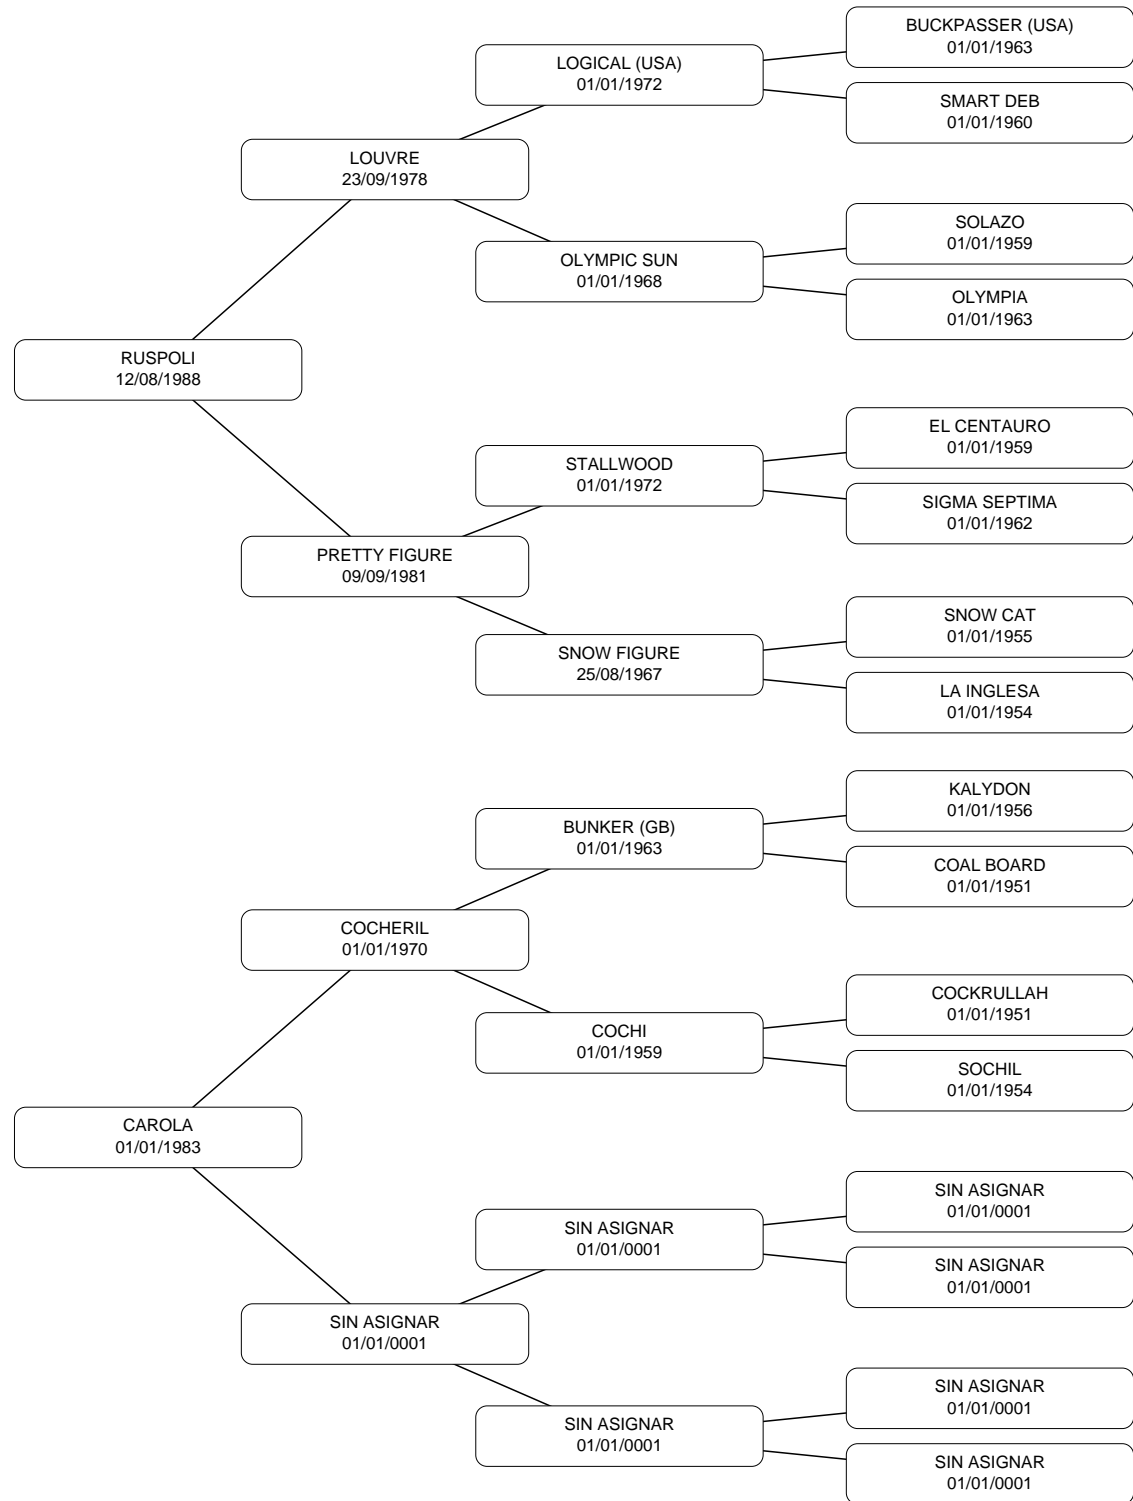 BUCKPASSER (USA)
01/01/1963
LOGICAL (USA)
01/01/1972
SMART DEB
01/01/1960
LOUVRE
23/09/1978
SOLAZO
01/01/1959
OLYMPIC SUN
01/01/1968
OLYMPIA
01/01/1963
RUSPOLI
12/08/1988
EL CENTAURO
01/01/1959
STALLWOOD
01/01/1972
SIGMA SEPTIMA
01/01/1962
PRETTY FIGURE
09/09/1981
SNOW CAT
01/01/1955
SNOW FIGURE
25/08/1967
LA INGLESA
01/01/1954
KALYDON
01/01/1956
BUNKER (GB)
01/01/1963
COAL BOARD
01/01/1951
COCHERIL
01/01/1970
COCKRULLAH
01/01/1951
COCHI
01/01/1959
SOCHIL
01/01/1954
CAROLA
01/01/1983
SIN ASIGNAR
01/01/0001
SIN ASIGNAR
01/01/0001
SIN ASIGNAR
01/01/0001
SIN ASIGNAR
01/01/0001
SIN ASIGNAR
01/01/0001
SIN ASIGNAR
01/01/0001
SIN ASIGNAR
01/01/0001